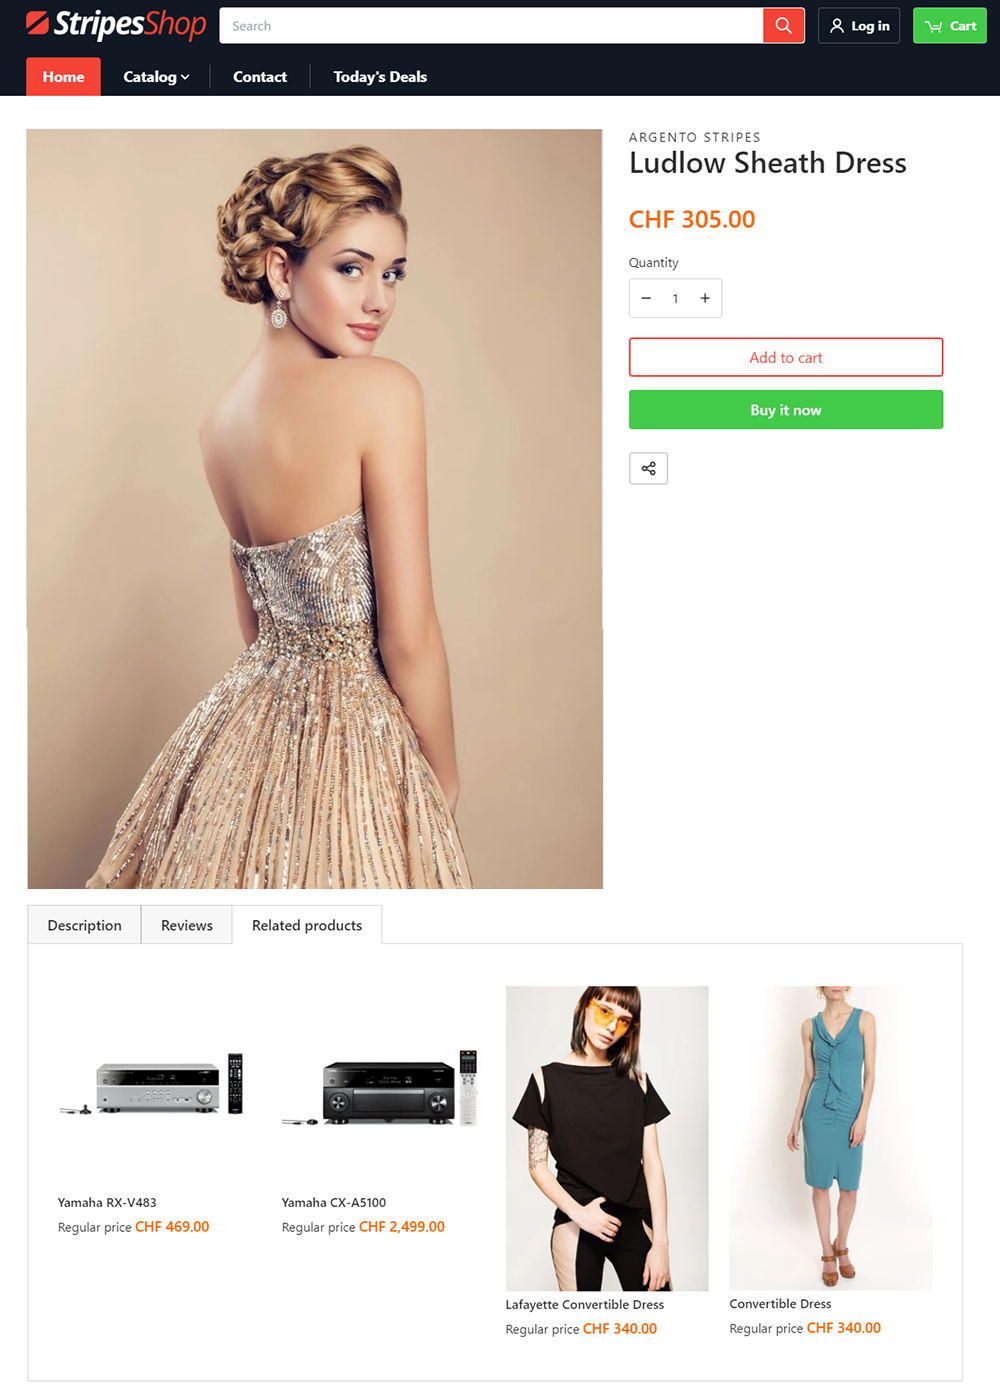 StripesShop
Search
Log in
Cart
Home
Catalog
Contact
Today's Deals
ARGENTO STRIPES
Ludlow Sheath Dress
CHF 305.00
Quantity
− 1 +
Add to cart
Buy it now
Description
Reviews
Related products
Yamaha RX-V483
Regular price CHF 469.00
Yamaha CX-A5100
Regular price CHF 2,499.00
Lafayette Convertible Dress
Regular price CHF 340.00
Convertible Dress
Regular price CHF 340.00